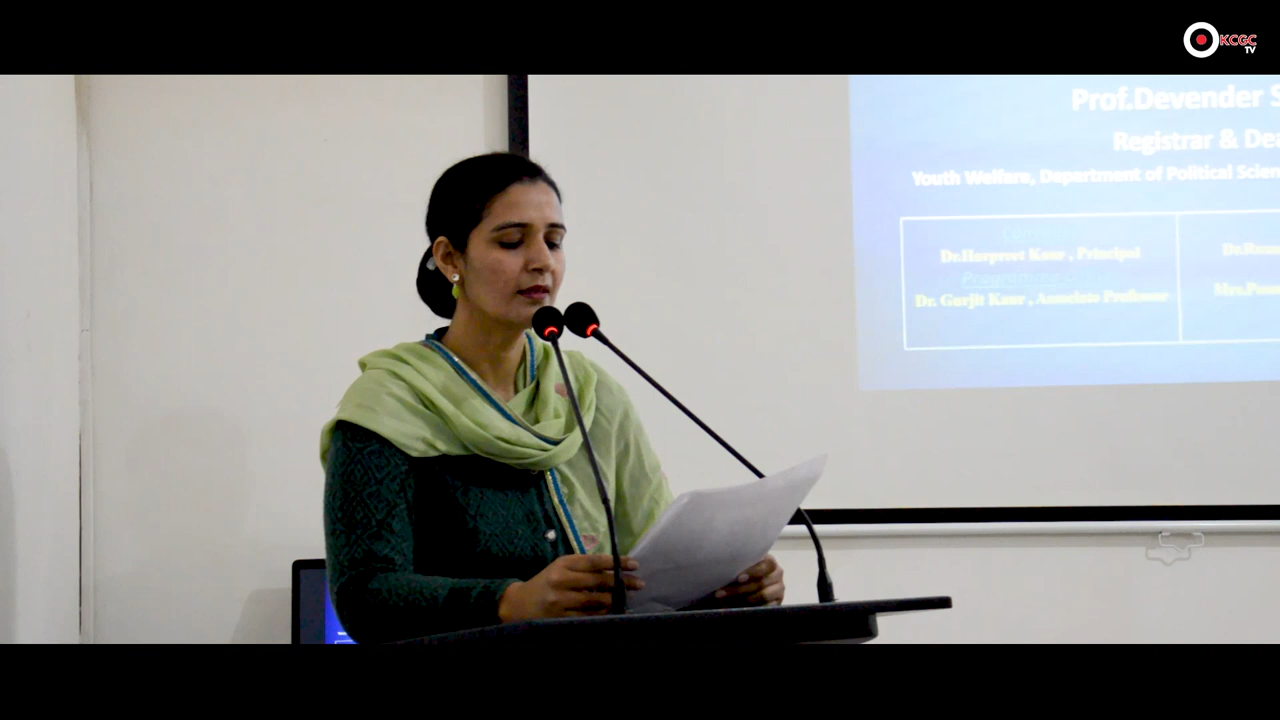 KCGC
TV
Prof.Devender S
Registrar & Dea
Youth Welfare, Department of Political Scien
Dr.Harpreet Kaur , Principal
Dr. Gurjit Kaur , Associate Professor